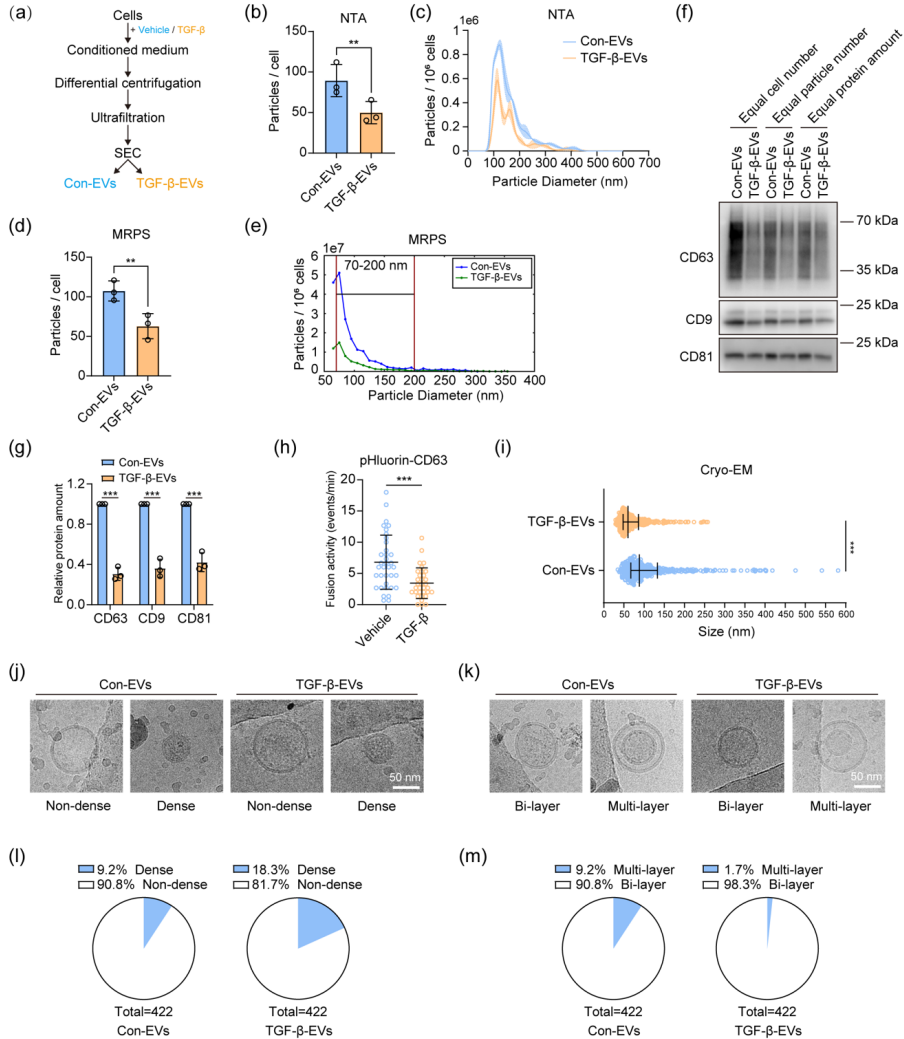 (a)
Cells
+ Vehicle / TGF-β
Conditioned medium
Differential centrifugation
Ultrafiltration
SEC
Con-EVs TGF-β-EVs
(b)
NTA
**
Particles / cell
150
100
50
0
Con-EVs
TGF-β-EVs
(c)
NTA
1e6
Con-EVs
TGF-β-EVs
Particles / 10⁶ cells
1.0
0.8
0.6
0.4
0.2
0
0 100 200 300 400 500 600 700
Particle Diameter (nm)
(d)
MRPS
**
Particles / cell
150
100
50
0
Con-EVs
TGF-β-EVs
(e)
MRPS
1e7
70-200 nm
Con-EVs
TGF-β-EVs
Particles / 10⁶ cells
6
5
4
3
2
1
0
50 100 150 200 250 300 350 400
Particle Diameter (nm)
(f)
Equal cell number
Equal particle number
Equal protein amount
Con-EVs
TGF-β-EVs
Con-EVs
TGF-β-EVs
Con-EVs
TGF-β-EVs
70 kDa
CD63
35 kDa
25 kDa
CD9
25 kDa
CD81
(g)
Con-EVs
TGF-β-EVs
*** *** ***
Relative protein amount
1.4
1.2
1.0
0.8
0.6
0.4
0.2
0.0
CD63 CD9 CD81
(h)
pHluorin-CD63
***
Fusion activity (events/min)
20
15
10
5
0
Vehicle
TGF-β
(i)
Cryo-EM
TGF-β-EVs
Con-EVs
***
0 50 100 150 200 250 300 350 400 450 500 550 600
Size (nm)
(j)
Con-EVs TGF-β-EVs
50 nm
Non-dense Dense Non-dense Dense
(k)
Con-EVs TGF-β-EVs
50 nm
Bi-layer Multi-layer Bi-layer Multi-layer
(l)
9.2% Dense
90.8% Non-dense
Total=422
Con-EVs
18.3% Dense
81.7% Non-dense
Total=422
TGF-β-EVs
(m)
9.2% Multi-layer
90.8% Bi-layer
Total=422
Con-EVs
1.7% Multi-layer
98.3% Bi-layer
Total=422
TGF-β-EVs